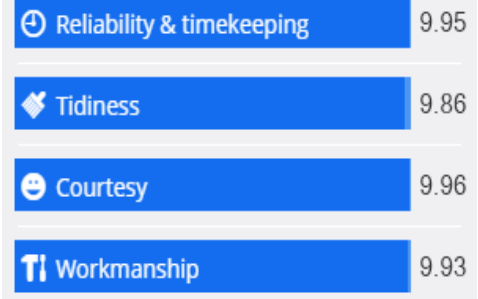 Reliability & timekeeping 9.95
Tidiness 9.86
Courtesy 9.96
Workmanship 9.93